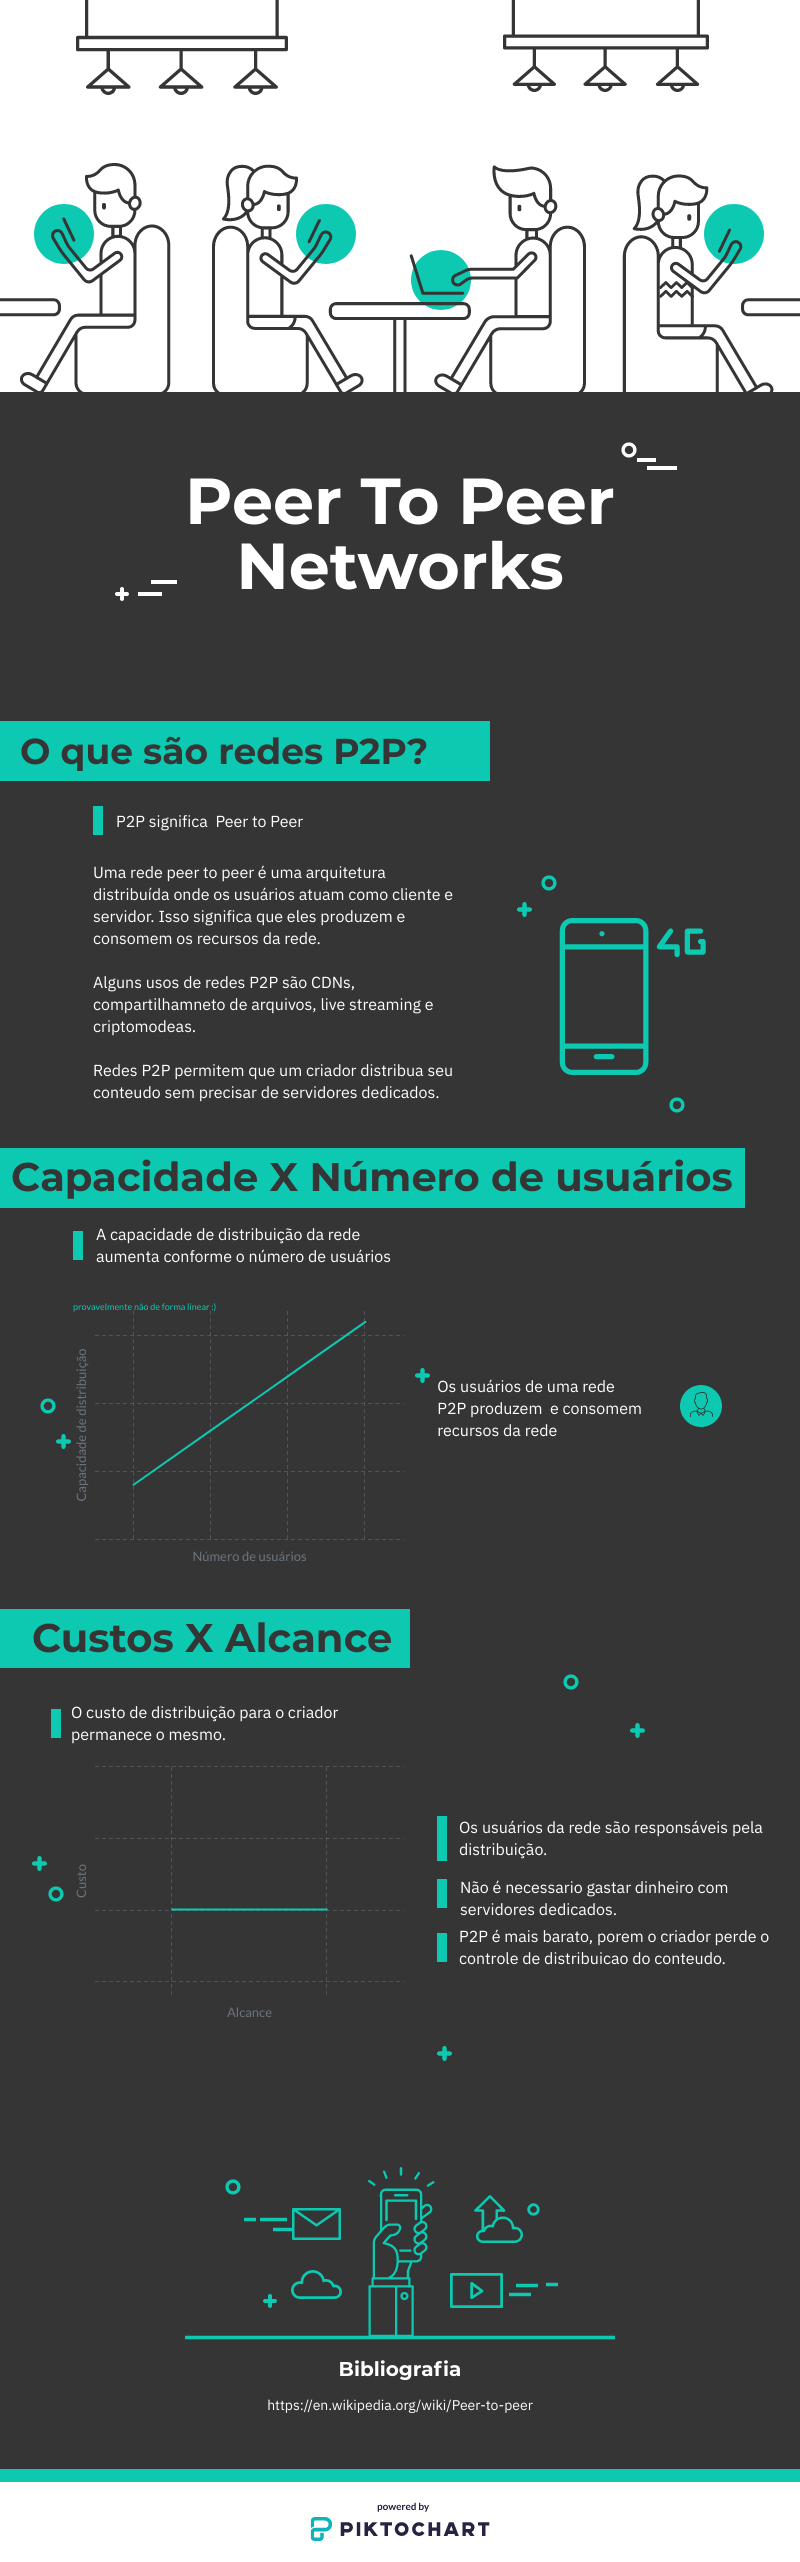 Peer To Peer
Networks
O que são redes P2P?
P2P significa  Peer to Peer
Uma rede peer to peer é uma arquitetura
distribuída onde os usuários atuam como cliente e
servidor. Isso significa que eles produzem e
consomem os recursos da rede.
Alguns usos de redes P2P são CDNs,
compartilhamneto de arquivos, live streaming e
criptomodeas.
Redes P2P permitem que um criador distribua seu
conteudo sem precisar de servidores dedicados.
4G
Capacidade X Número de usuários
A capacidade de distribuição da rede
aumenta conforme o número de usuários
provavelmente não de forma linear :)
Capacidade de distribuição
Número de usuários
Os usuários de uma rede
P2P produzem  e consomem
recursos da rede
Custos X Alcance
O custo de distribuição para o criador
permanece o mesmo.
Custo
Alcance
Os usuários da rede são responsáveis pela
distribuição.
Não é necessario gastar dinheiro com
servidores dedicados.
P2P é mais barato, porem o criador perde o
controle de distribuicao do conteudo.
Bibliografia
https://en.wikipedia.org/wiki/Peer-to-peer
powered by
PIKTOCHART